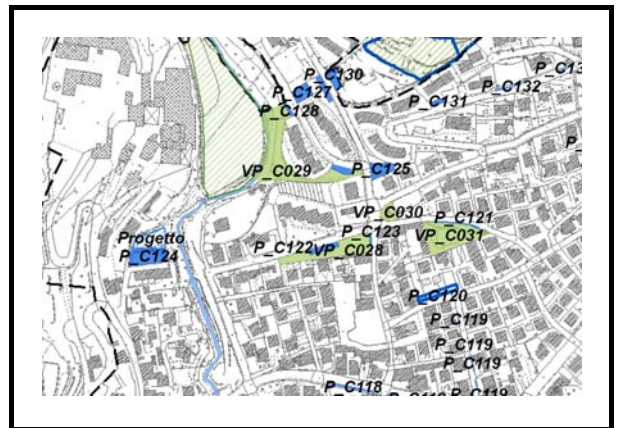 P_C130
P_C127
P_C132
P_C131
P_C128
VP_C029
P_C125
VP_C030
P_C121
Progetto
P_C123
VP_C031
P_C122
VP_C028
P_C124
P_C120
P_C119
P_C119
P_C119
P_C118
P_C119